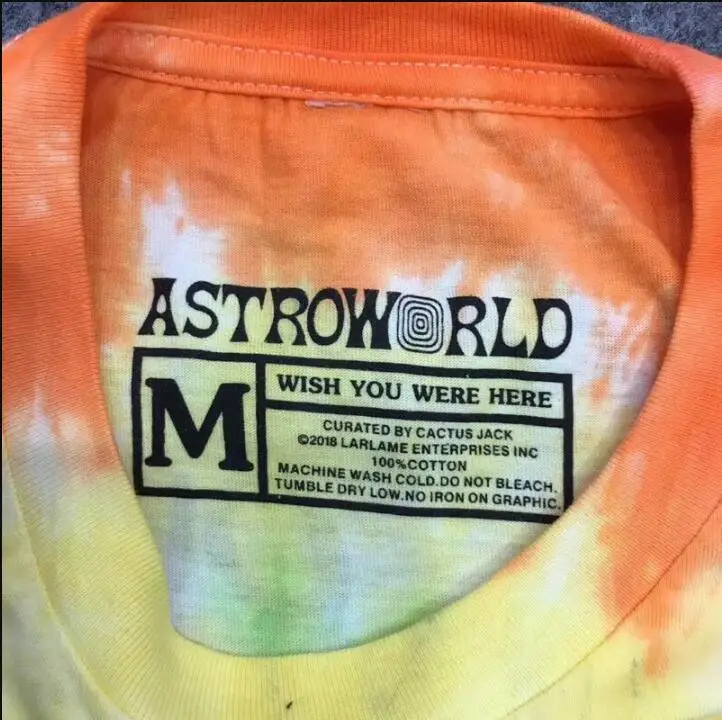 ASTROWORLD
M
WISH YOU WERE HERE
CURATED BY CACTUS JACK
©2018 LARLAME ENTERPRISES INC
100%COTTON
MACHINE WASH COLD.DO NOT BLEACH.
TUMBLE DRY LOW.NO IRON ON GRAPHIC.